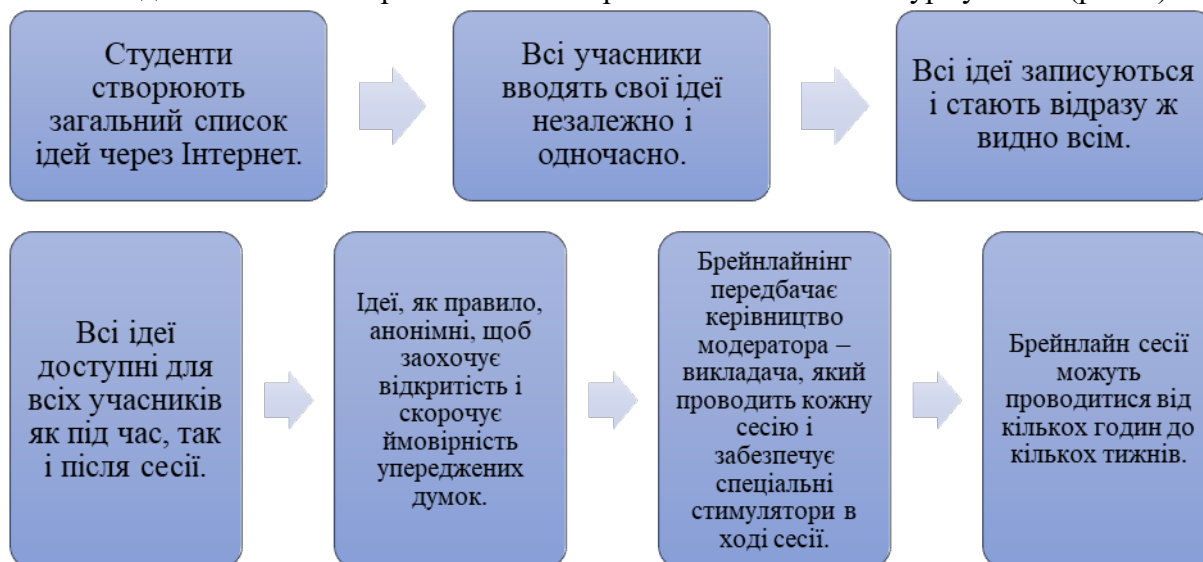 Студенти
створюють
загальний список
ідей через Інтернет.
Всі учасники
вводять свої ідеї
незалежно і
одночасно.
Всі ідеї записуються
і стають відразу ж
видно всім.
Всі ідеї
доступні для
всіх учасників
як під час, так
і після сесії.
Ідеї, як правило,
анонімні, щоб
заохочує
відкритість і
скорочує
ймовірність
упереджених
думок.
Брейнлайнінг
передбачає
керівництво
модератора –
викладача, який
проводить кожну
сесію і
забезпечує
спеціальні
стимулятори в
ході сесії.
Брейнлайн сесії
можуть
проводитися від
кількох годин до
кількох тижнів.